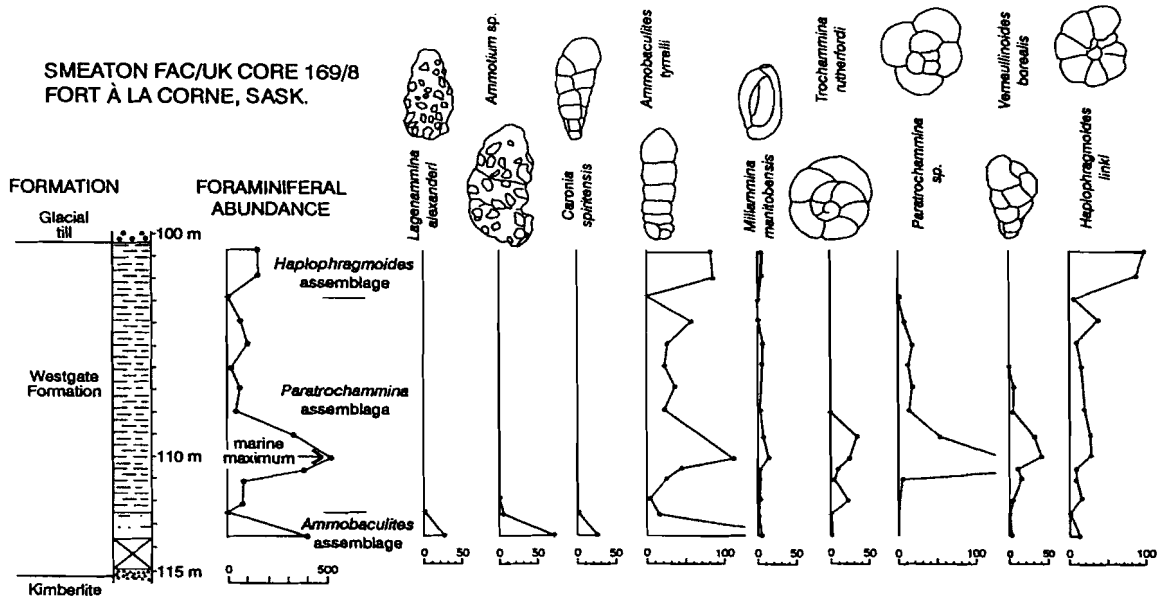 SMEATON FAC/UK CORE 169/8
FORT À LA CORNE, SASK.
Lagenammina
alexanderi
Ammotium sp.
Caronia
spiritensis
Ammobaculites
tyrrelli
Miliammina
manitobensis
Trochammina
rutherfordi
Paratrochammina
sp.
Verneuilinoides
borealis
Haplophragmoides
linki
FORMATION
FORAMINIFERAL
ABUNDANCE
Glacial
till
100 m
Haplophragmoides
assemblage
Westgate
Formation
Paratrochammina
assemblaga
marine
maximum
110 m
Ammobaculites
assemblage
115 m
Kimberlite
0 500
0 50
0 50
0 50
0 100
0
0 50
0 100
0 50
0 100